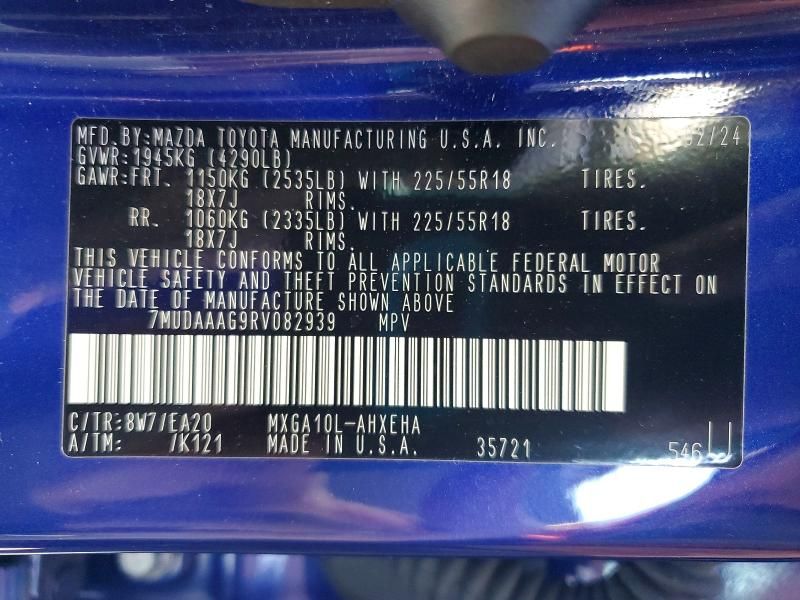 MFD.BY:MAZDA TOYOTA MANUFACTURING U.S.A. INC. 2/24
GVWR:1945KG (4290LB)
GAWR:FRT. 1150KG (2535LB) WITH 225/55R18 TIRES.
18X7J RIMS.
RR. 1060KG (2335LB) WITH 225/55R18 TIRES.
18X7J RIMS.
THIS VEHICLE CONFORMS TO ALL APPLICABLE FEDERAL MOTOR
VEHICLE SAFETY AND THEFT PREVENTION STANDARDS IN EFFECT ON
THE DATE OF MANUFACTURE SHOWN ABOVE
7MUDAAAG9RV082939 MPV
C/TR:8W7/EA20 MXGA10L-AHXEHA
A/TM: /K121 MADE IN U.S.A. 35721 546 U